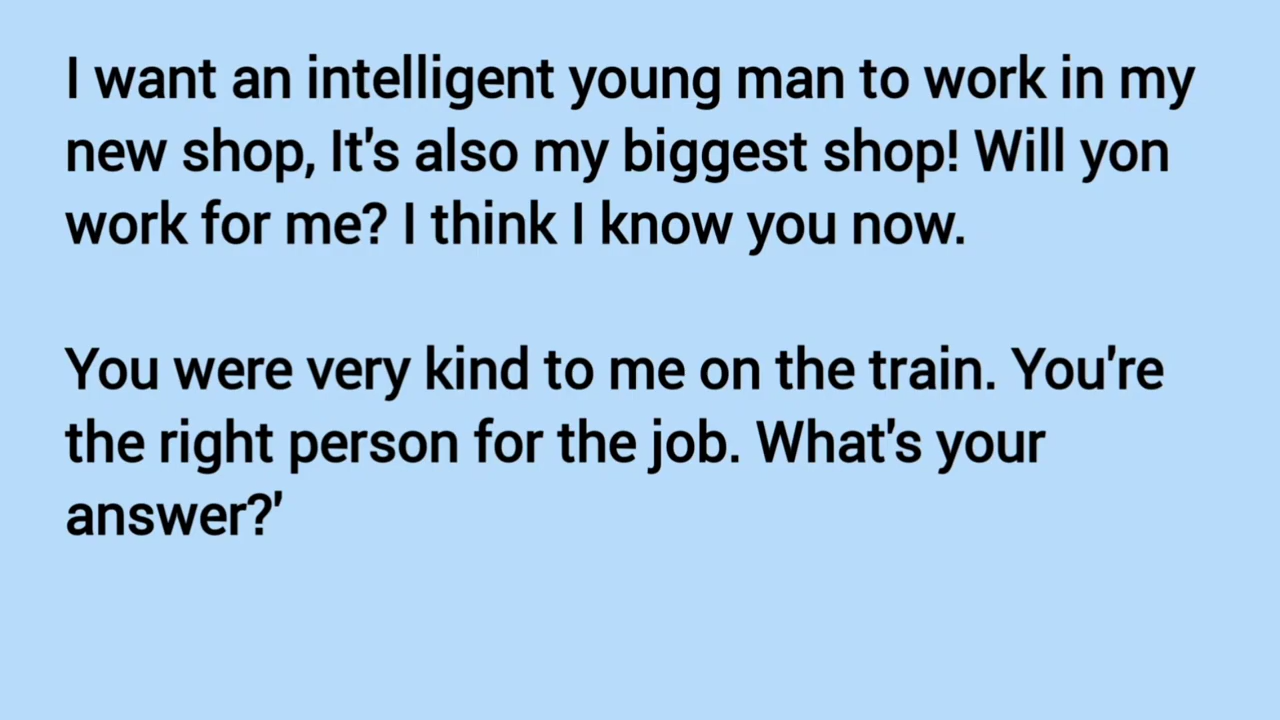 I want an intelligent young man to work in my
new shop, It's also my biggest shop! Will yon
work for me? I think I know you now.
You were very kind to me on the train. You're
the right person for the job. What's your
answer?'